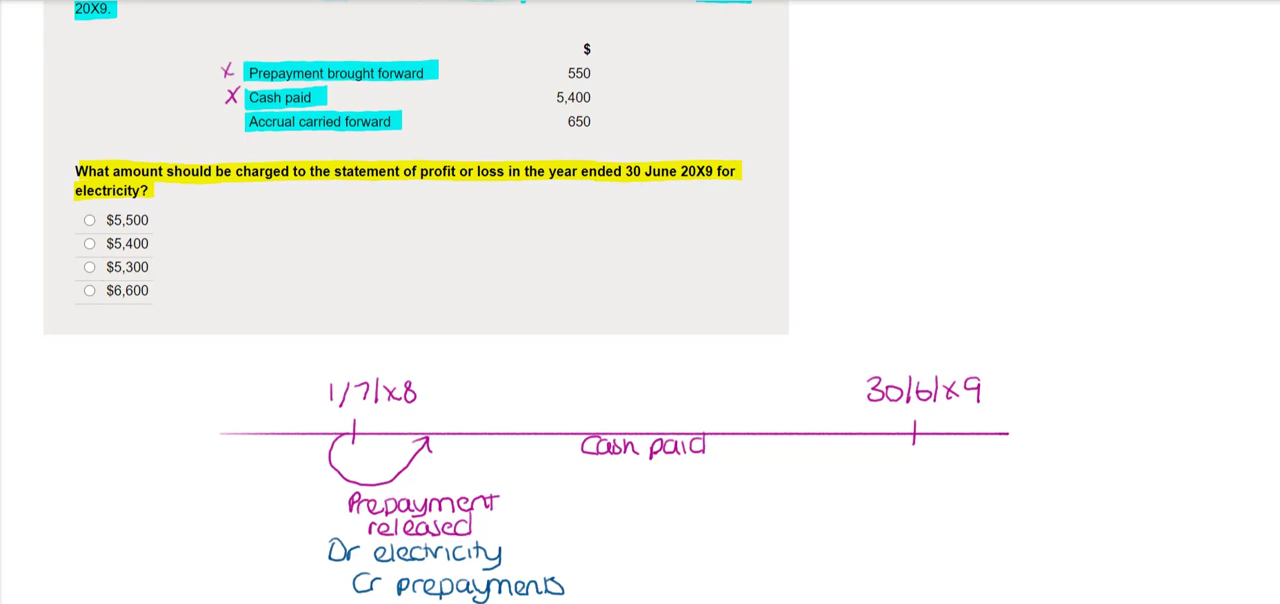 20X9.
$
X Prepayment brought forward 550
X Cash paid 5,400
Accrual carried forward 650
What amount should be charged to the statement of profit or loss in the year ended 30 June 20X9 for
electricity?
$5,500
$5,400
$5,300
$6,600
1/7/x8 30/6/x9
Cash paid
Prepayment
released
Dr electricity
Cr prepayments